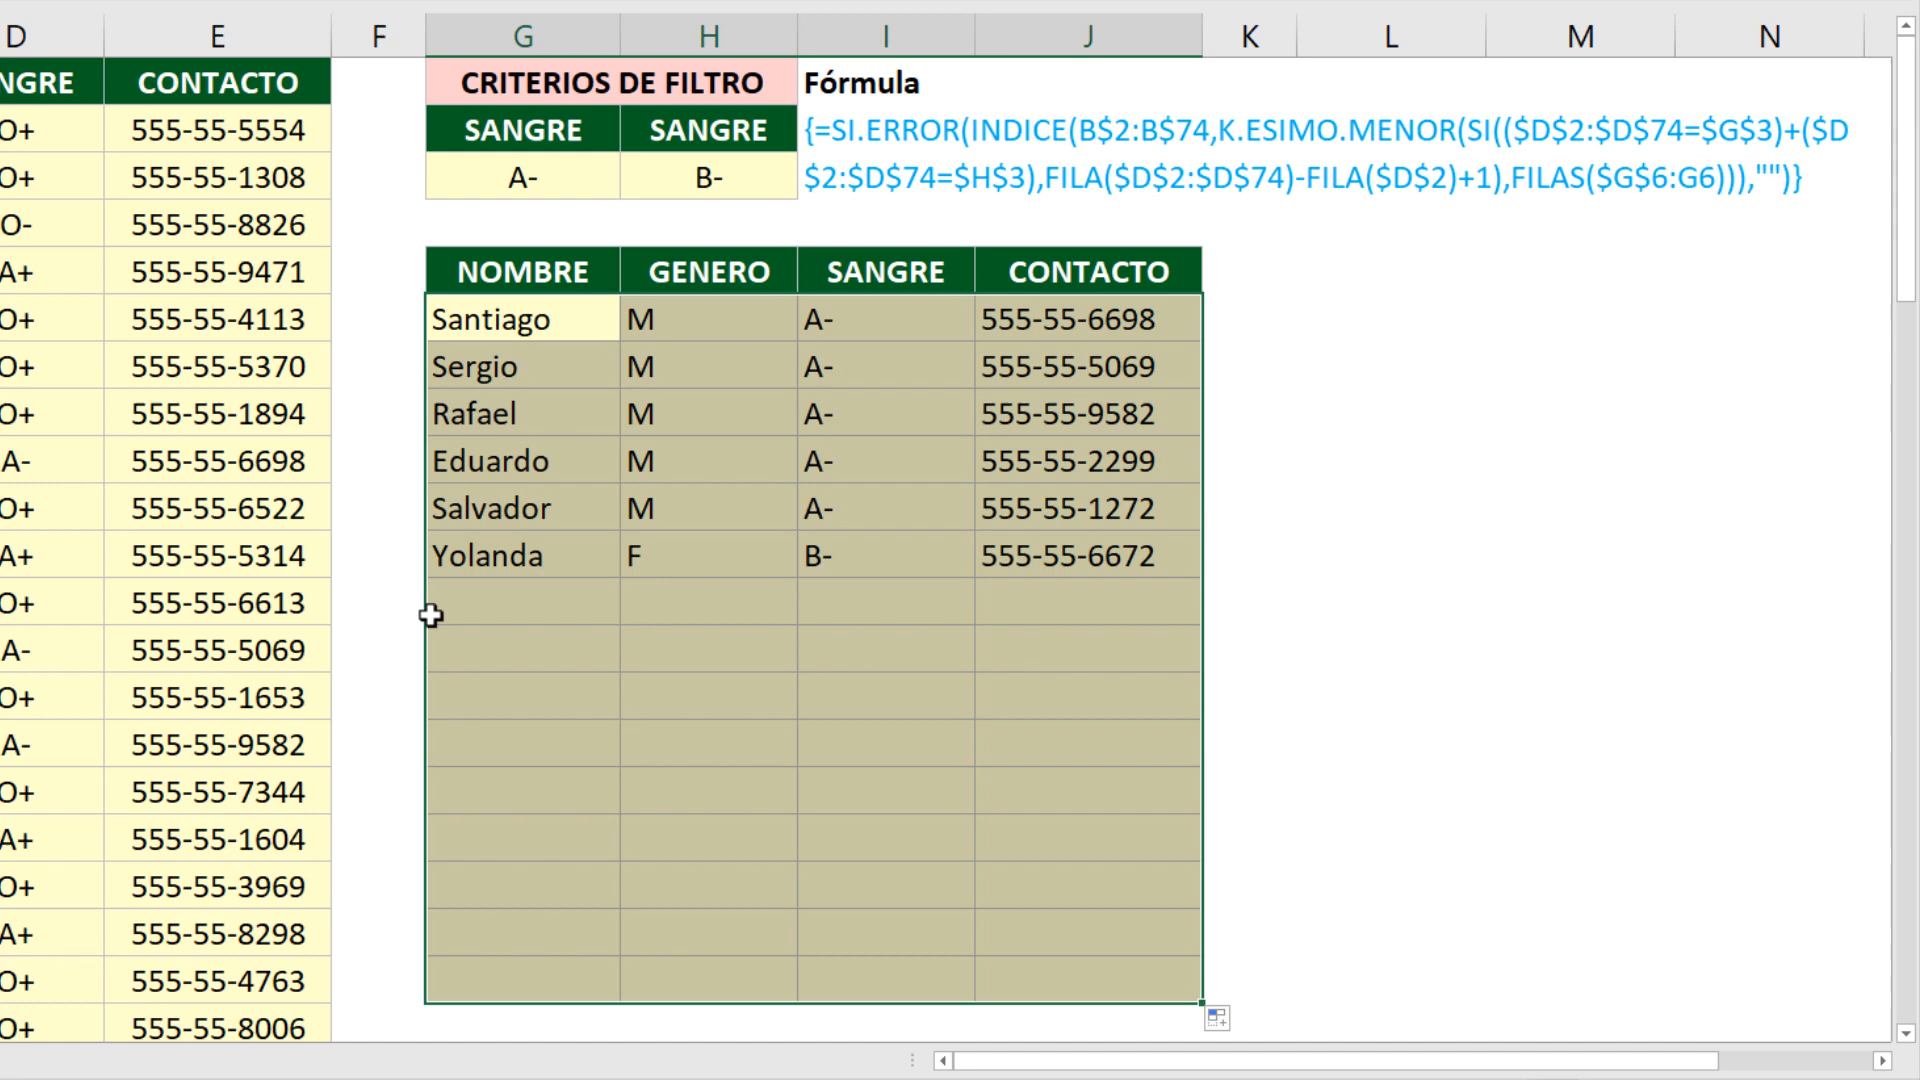 D E F G H I J K L M N
NGRE CONTACTO CRITERIOS DE FILTRO Fórmula
O+ 555-55-5554 SANGRE SANGRE {=SI.ERROR(INDICE(B$2:B$74,K.ESIMO.MENOR(SI(($D$2:$D$74=$G$3)+($D
O+ 555-55-1308 A- B- $2:$D$74=$H$3),FILA($D$2:$D$74)-FILA($D$2)+1),FILAS($G$6:G6))),"")}
O- 555-55-8826
A+ 555-55-9471 NOMBRE GENERO SANGRE CONTACTO
O+ 555-55-4113 Santiago M A- 555-55-6698
O+ 555-55-5370 Sergio M A- 555-55-5069
O+ 555-55-1894 Rafael M A- 555-55-9582
A- 555-55-6698 Eduardo M A- 555-55-2299
O+ 555-55-6522 Salvador M A- 555-55-1272
A+ 555-55-5314 Yolanda F B- 555-55-6672
O+ 555-55-6613
A- 555-55-5069
O+ 555-55-1653
A- 555-55-9582
O+ 555-55-7344
A+ 555-55-1604
O+ 555-55-3969
A+ 555-55-8298
O+ 555-55-4763
O+ 555-55-8006